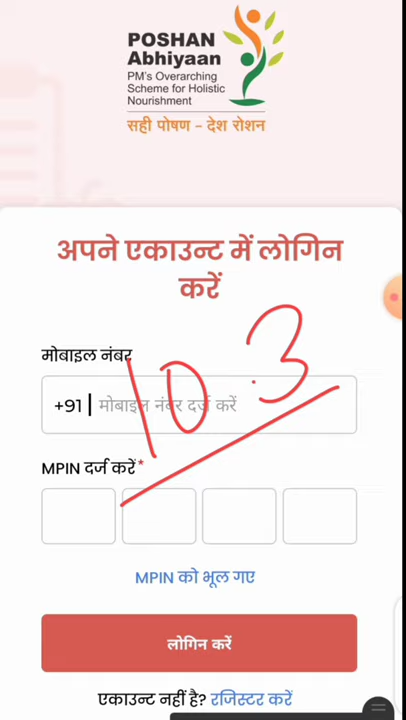 POSHAN
Abhiyaan
PM's Overarching
Scheme for Holistic
Nourishment
सही पोषण - देश रोशन
अपने एकाउन्ट में लोगिन
करें
मोबाइल नंबर
+91 मोबाइल नंबर दर्ज करें
10.3
MPIN दर्ज करें*
MPIN को भूल गए
लोगिन करें
एकाउन्ट नहीं है? रजिस्टर करें